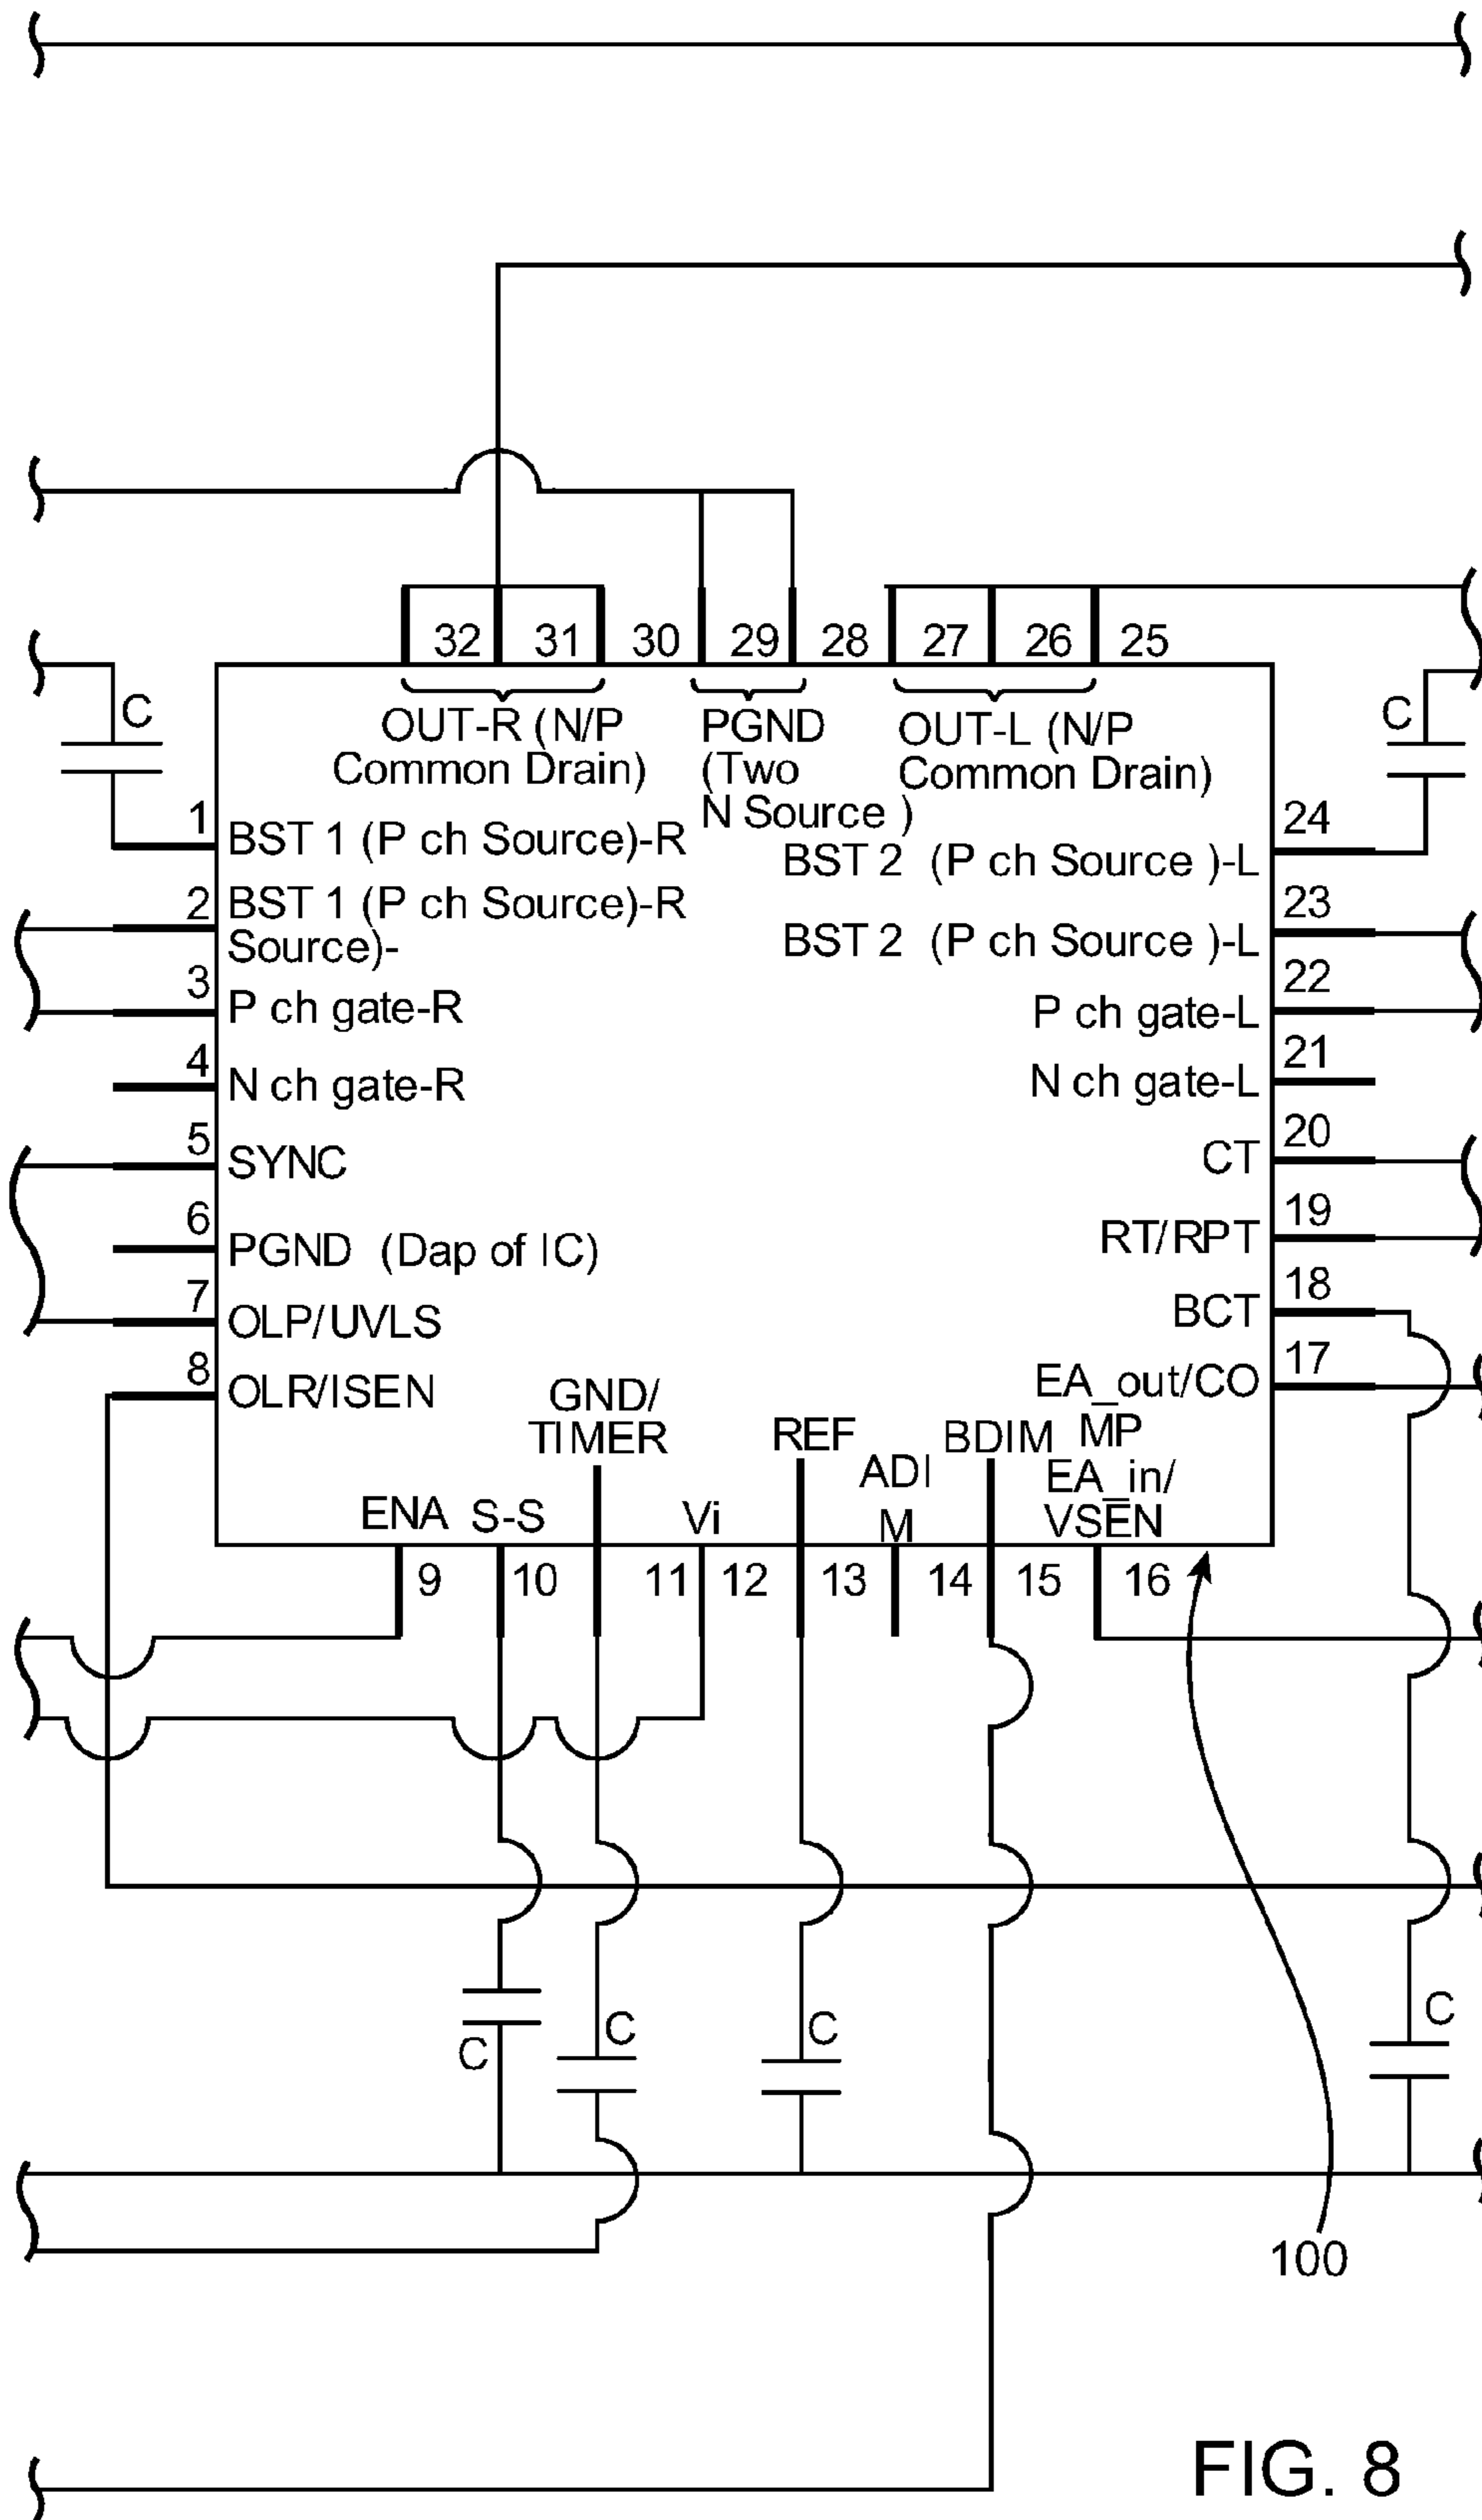 32 31 30 29 28 27 26 25
C
C
OUT-R (N/P
Common Drain)
PGND
(Two
N Source )
OUT-L (N/P
Common Drain)
1 BST 1 (P ch Source)-R
2 BST 1 (P ch Source)-R
Source)-
3 P ch gate-R
4 N ch gate-R
5 SYNC
6 PGND (Dap of IC)
7 OLP/UVLS
8 OLR/ISEN
BST 2 (P ch Source )-L 24
BST 2 (P ch Source )-L 23
P ch gate-L 22
N ch gate-L 21
CT 20
RT/RPT 19
BCT 18
EA_out/CO 17
MP
ENA
S-S
GND/
TIMER
Vi
REF
ADI
M
BDIM
EA_in/
VSEN
9 10 11 12 13 14 15 16
C
C
C
C
100
FIG. 8